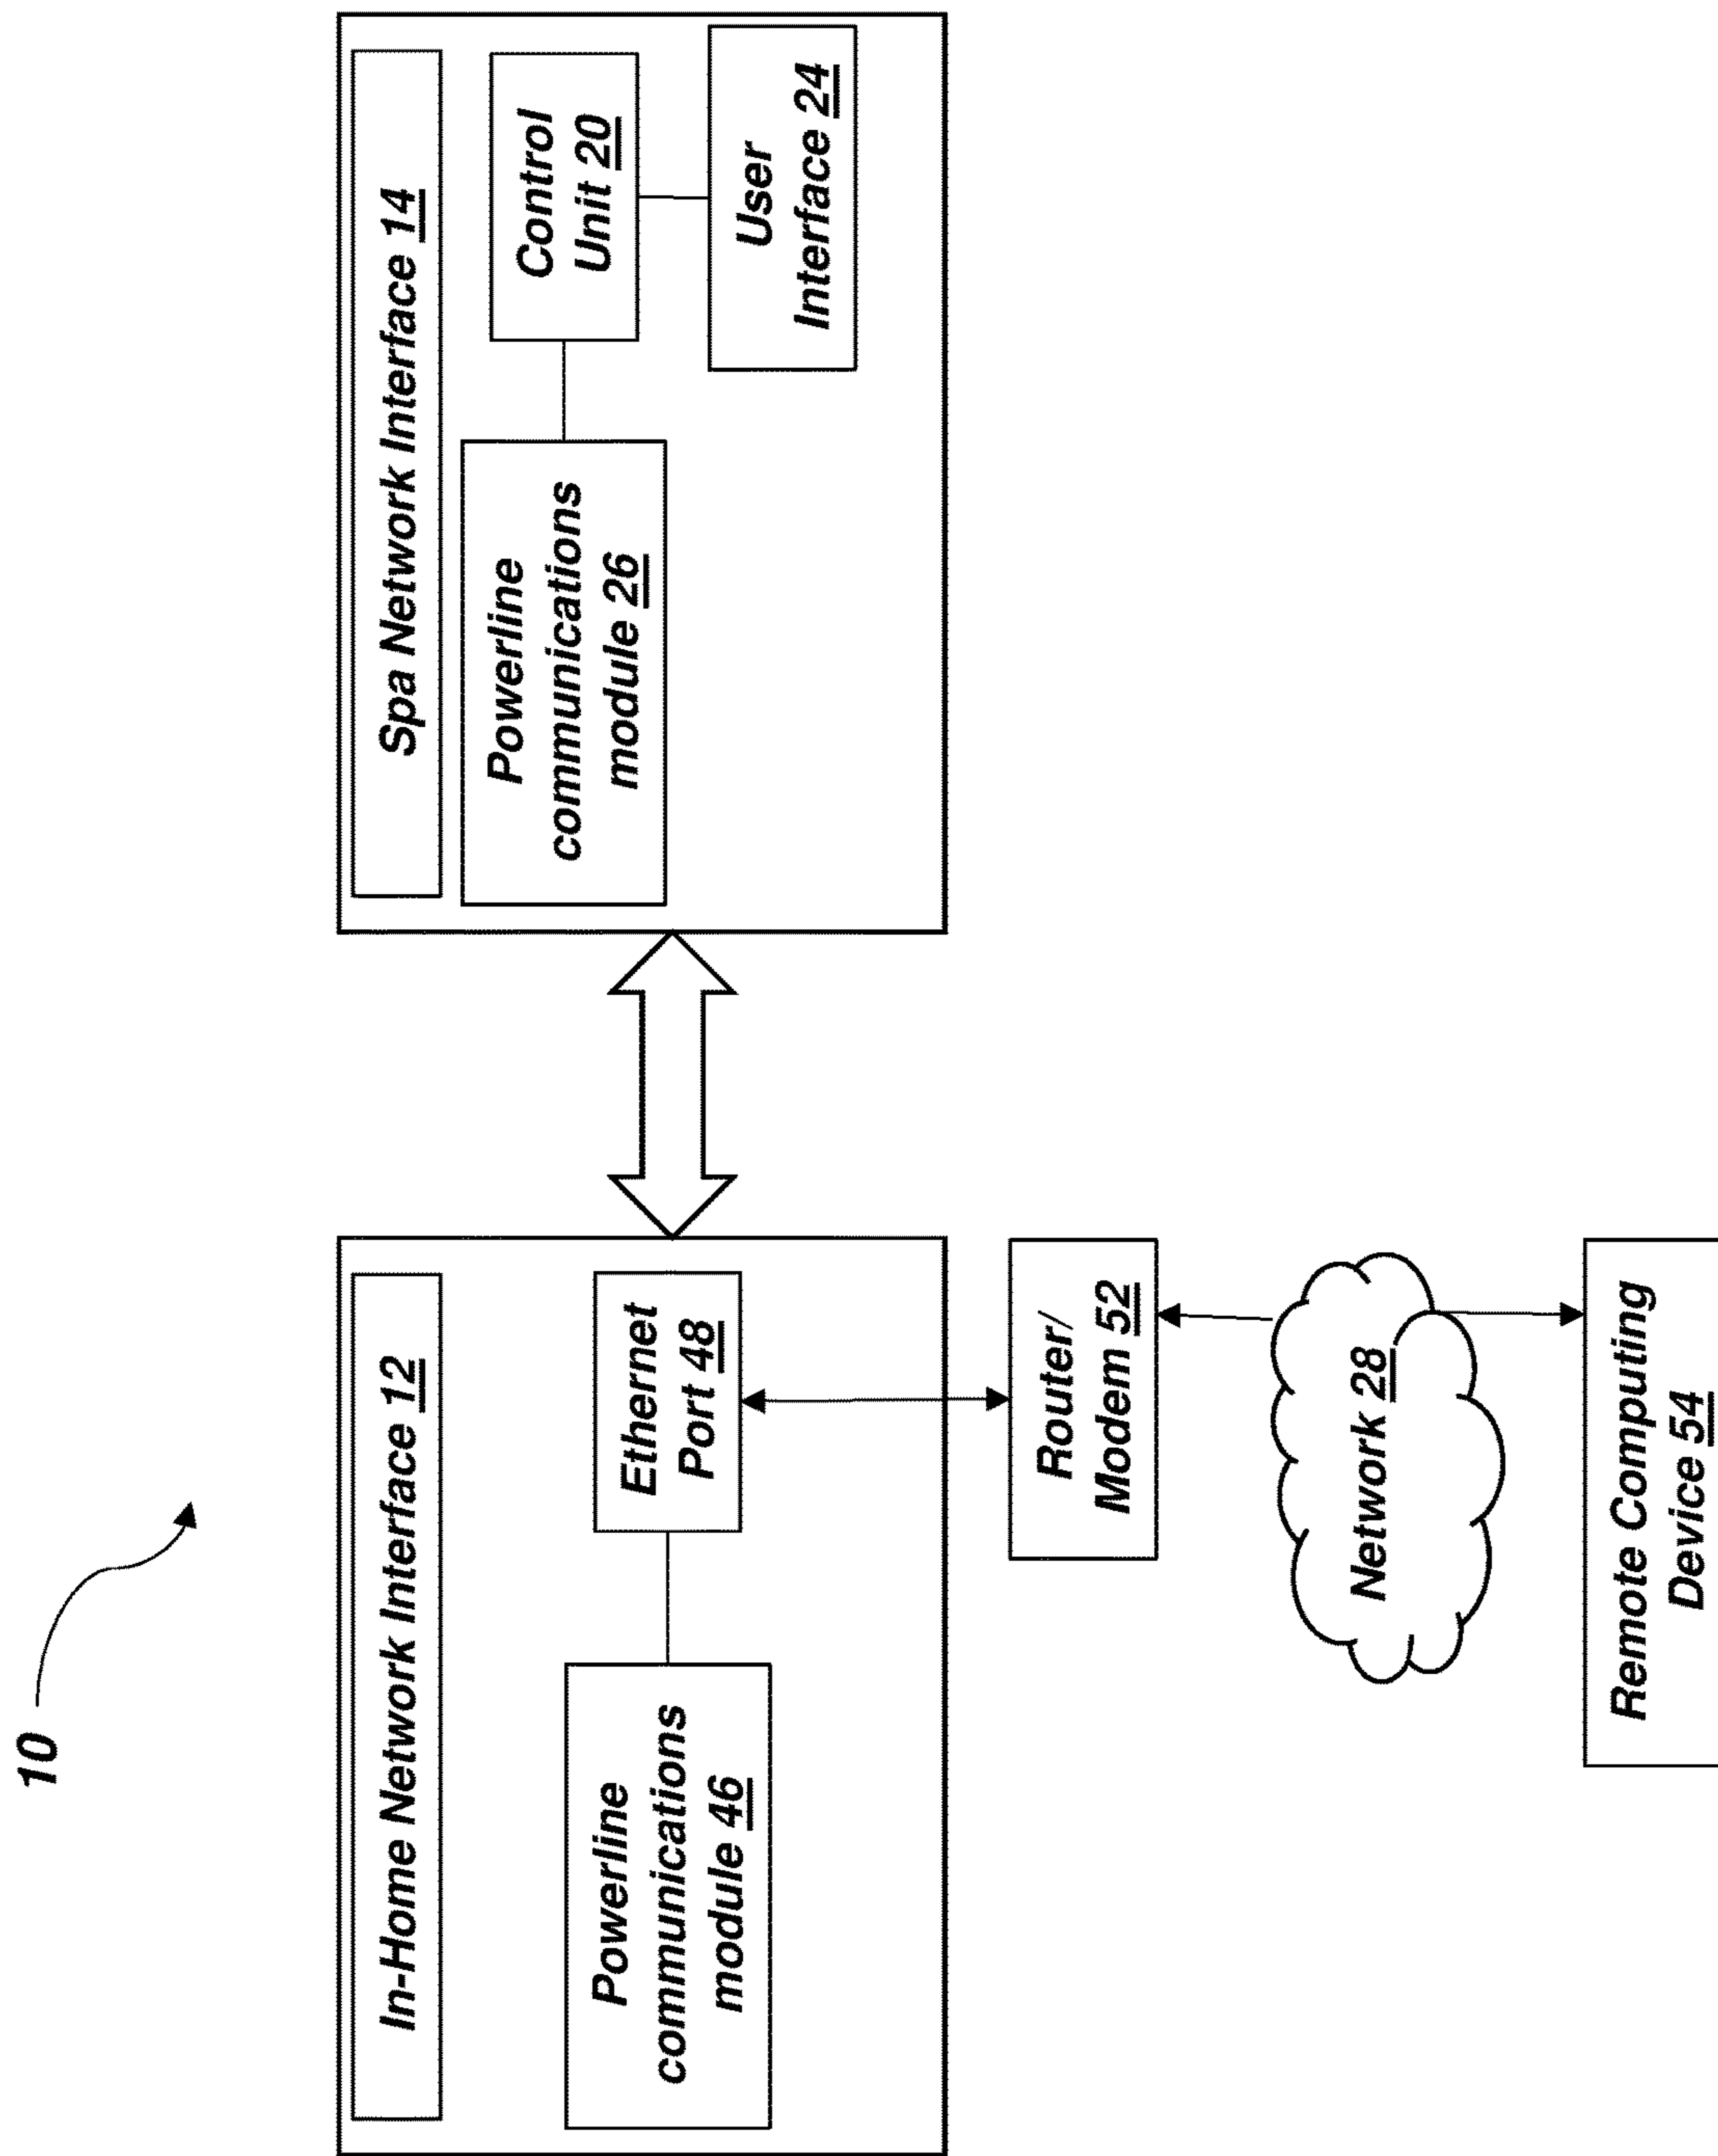 10
In-Home Network Interface 12
Powerline
communications
module 46
Ethernet
Port 48
Spa Network Interface 14
Powerline
communications
module 26
Control
Unit 20
User
Interface 24
Router/
Modem 52
Network 28
Remote Computing
Device 54